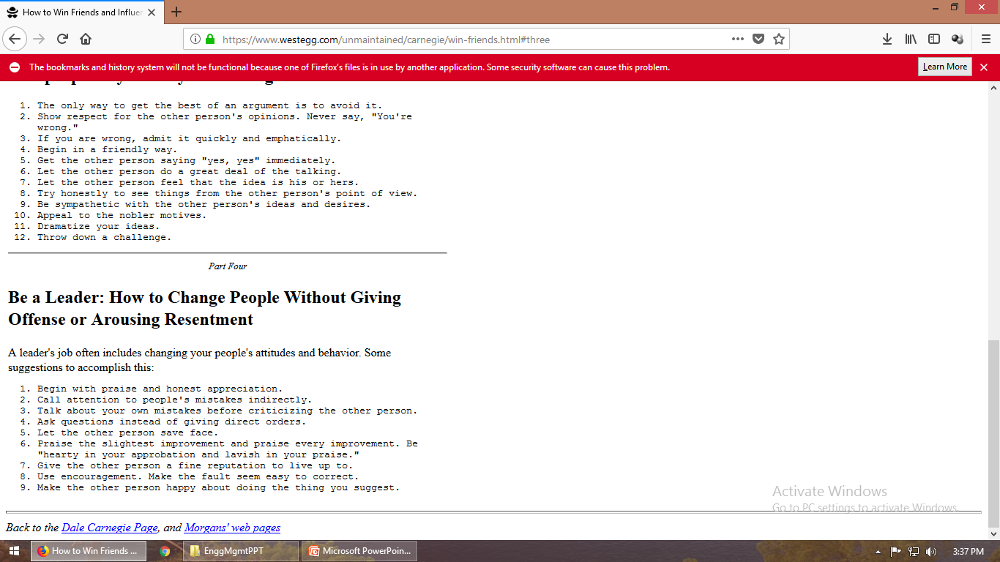 How to Win Friends and Influen
https://www.westegg.com/unmaintained/carnegie/win-friends.html#three
The bookmarks and history system will not be functional because one of Firefox's files is in use by another application. Some security software can cause this problem.
Learn More
1. The only way to get the best of an argument is to avoid it.
2. Show respect for the other person's opinions. Never say, "You're
wrong."
3. If you are wrong, admit it quickly and emphatically.
4. Begin in a friendly way.
5. Get the other person saying "yes, yes" immediately.
6. Let the other person do a great deal of the talking.
7. Let the other person feel that the idea is his or hers.
8. Try honestly to see things from the other person's point of view.
9. Be sympathetic with the other person's ideas and desires.
10. Appeal to the nobler motives.
11. Dramatize your ideas.
12. Throw down a challenge.
Part Four
Be a Leader: How to Change People Without Giving
Offense or Arousing Resentment
A leader's job often includes changing your people's attitudes and behavior. Some
suggestions to accomplish this:
1. Begin with praise and honest appreciation.
2. Call attention to people's mistakes indirectly.
3. Talk about your own mistakes before criticizing the other person.
4. Ask questions instead of giving direct orders.
5. Let the other person save face.
6. Praise the slightest improvement and praise every improvement. Be
"hearty in your approbation and lavish in your praise."
7. Give the other person a fine reputation to live up to.
8. Use encouragement. Make the fault seem easy to correct.
9. Make the other person happy about doing the thing you suggest.
Activate Windows
Go to PC settings to activate Windows.
Back to the Dale Carnegie Page, and Morgans' web pages
How to Win Friends ...
EnggMgmtPPT
Microsoft PowerPoin...
3:37 PM